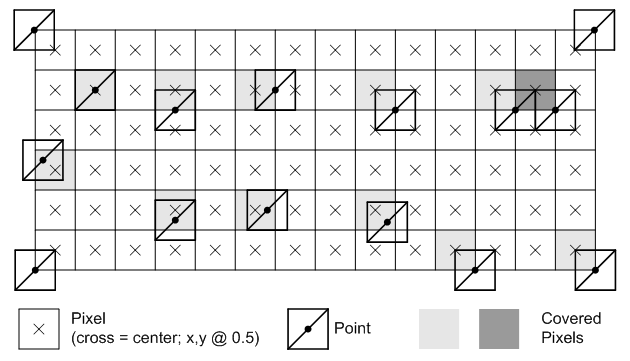 Pixel
(cross = center; x,y @ 0.5)
Point
Covered
Pixels